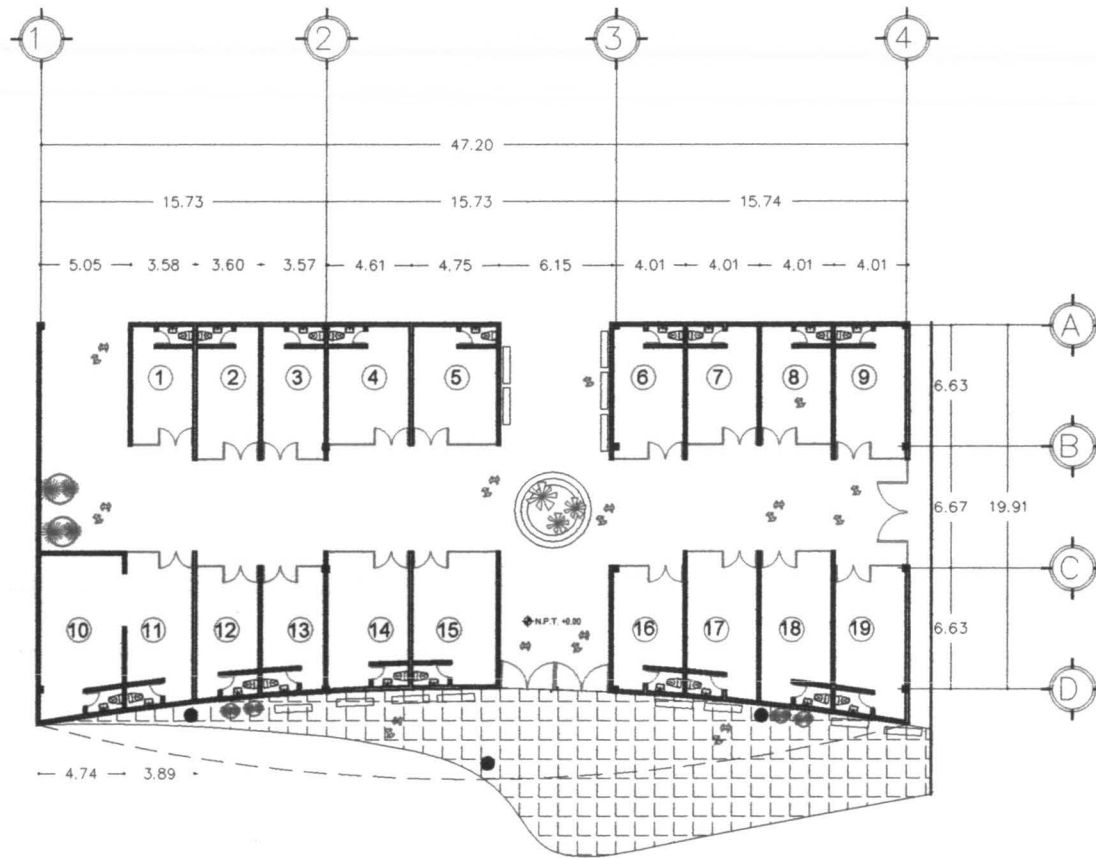 1 2 3 4
47.20
15.73 15.73 15.74
5.05 3.58 3.60 3.57 4.61 4.75 6.15 4.01 4.01 4.01 4.01
A
1 2 3 4 5 6 7 8 9
6.63
B
6.67 19.91
C
10 11 12 13 14 15 16 17 18 19
N.P.T. +0.00
6.63
D
4.74 3.89